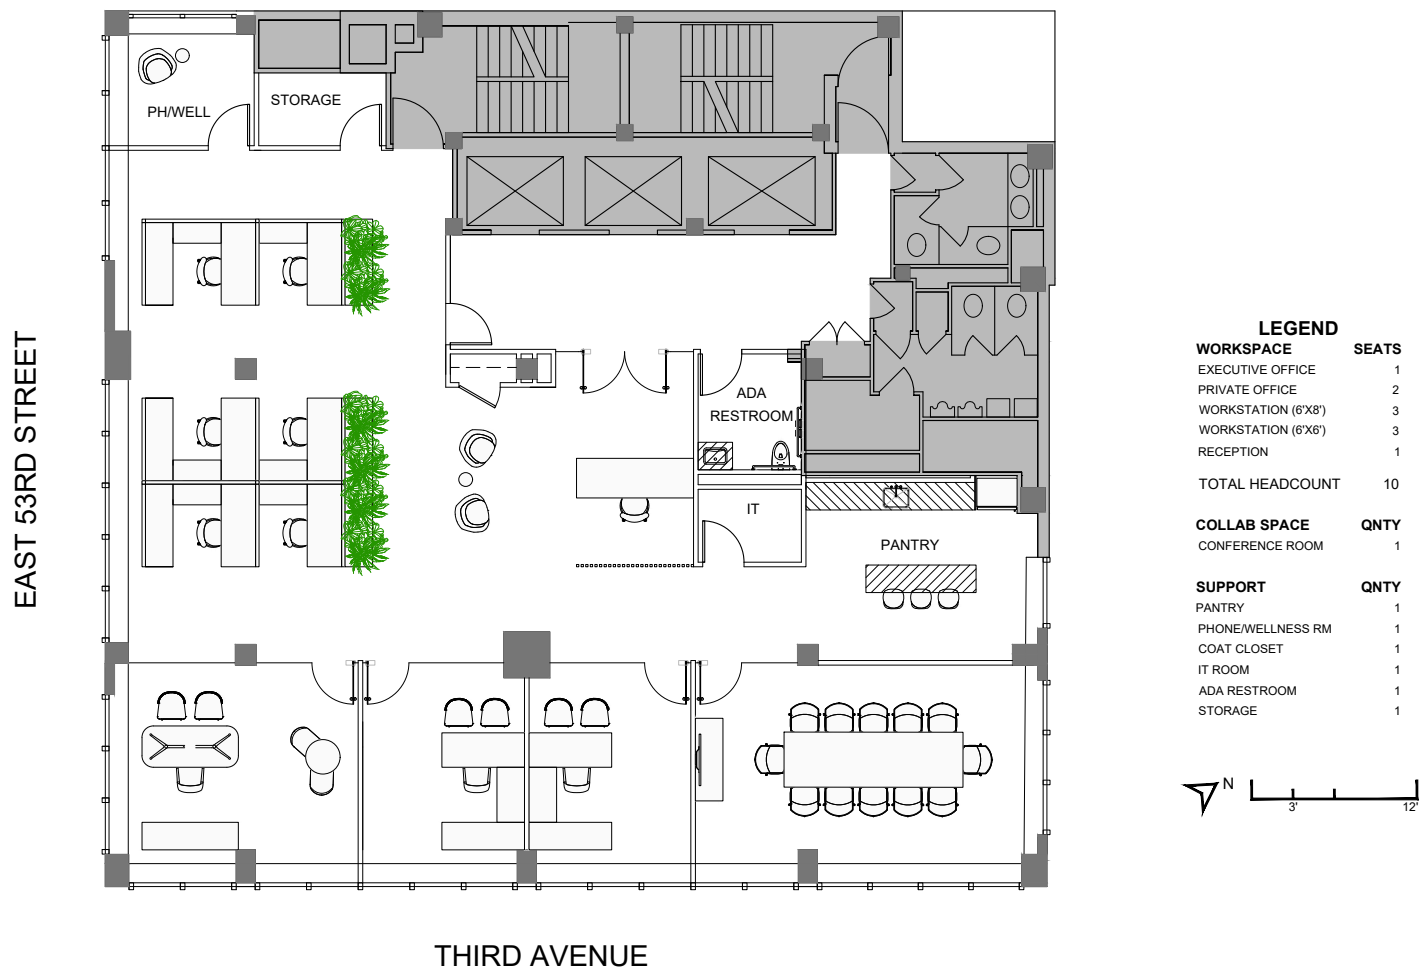 PH/WELL
STORAGE
EAST 53RD STREET
ADA
RESTROOM
IT
PANTRY
THIRD AVENUE
LEGEND
WORKSPACE SEATS
EXECUTIVE OFFICE 1
PRIVATE OFFICE 2
WORKSTATION (6'X8') 3
WORKSTATION (6'X6') 3
RECEPTION 1
TOTAL HEADCOUNT 10
COLLAB SPACE QNTY
CONFERENCE ROOM 1
SUPPORT QNTY
PANTRY 1
PHONE/WELLNESS RM 1
COAT CLOSET 1
IT ROOM 1
ADA RESTROOM 1
STORAGE 1
N
3' 12'